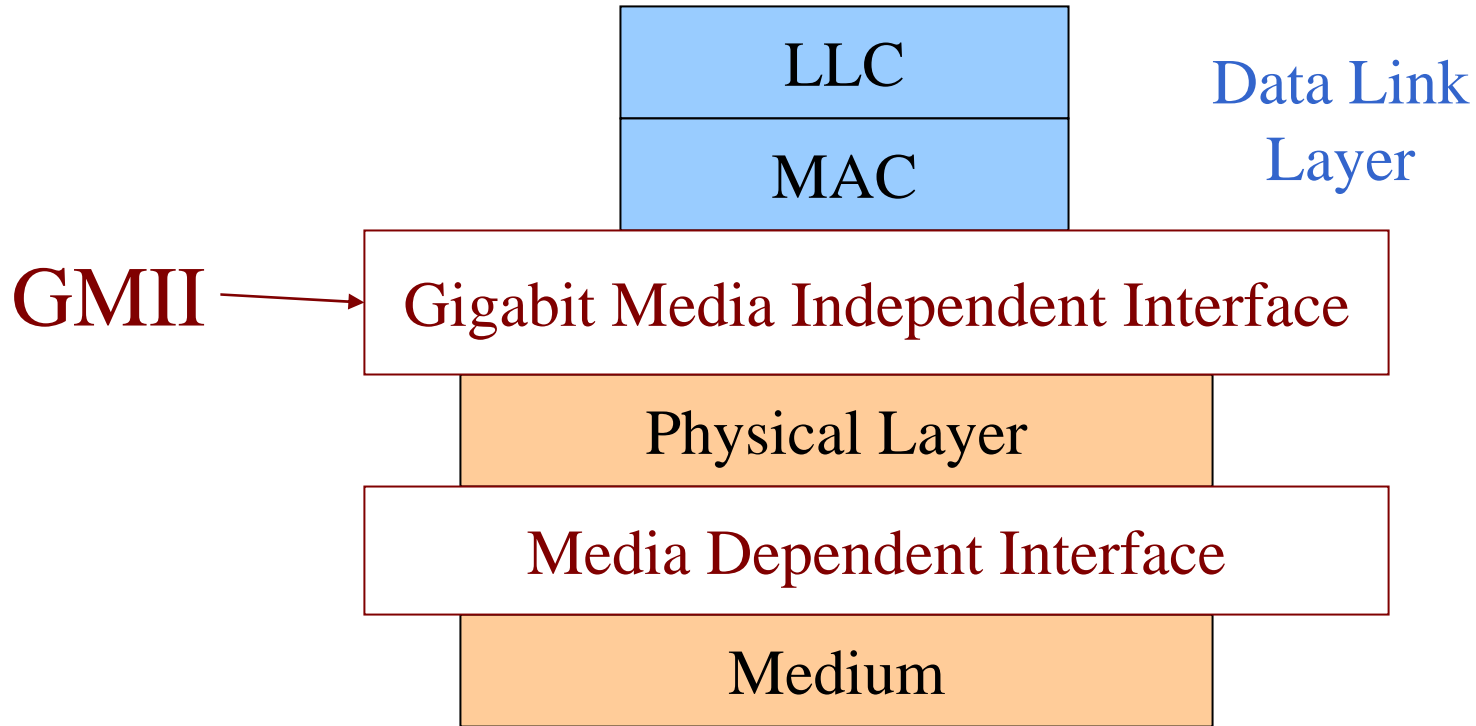 LLC
Data Link
Layer
MAC
GMII
Gigabit Media Independent Interface
Physical Layer
Media Dependent Interface
Medium